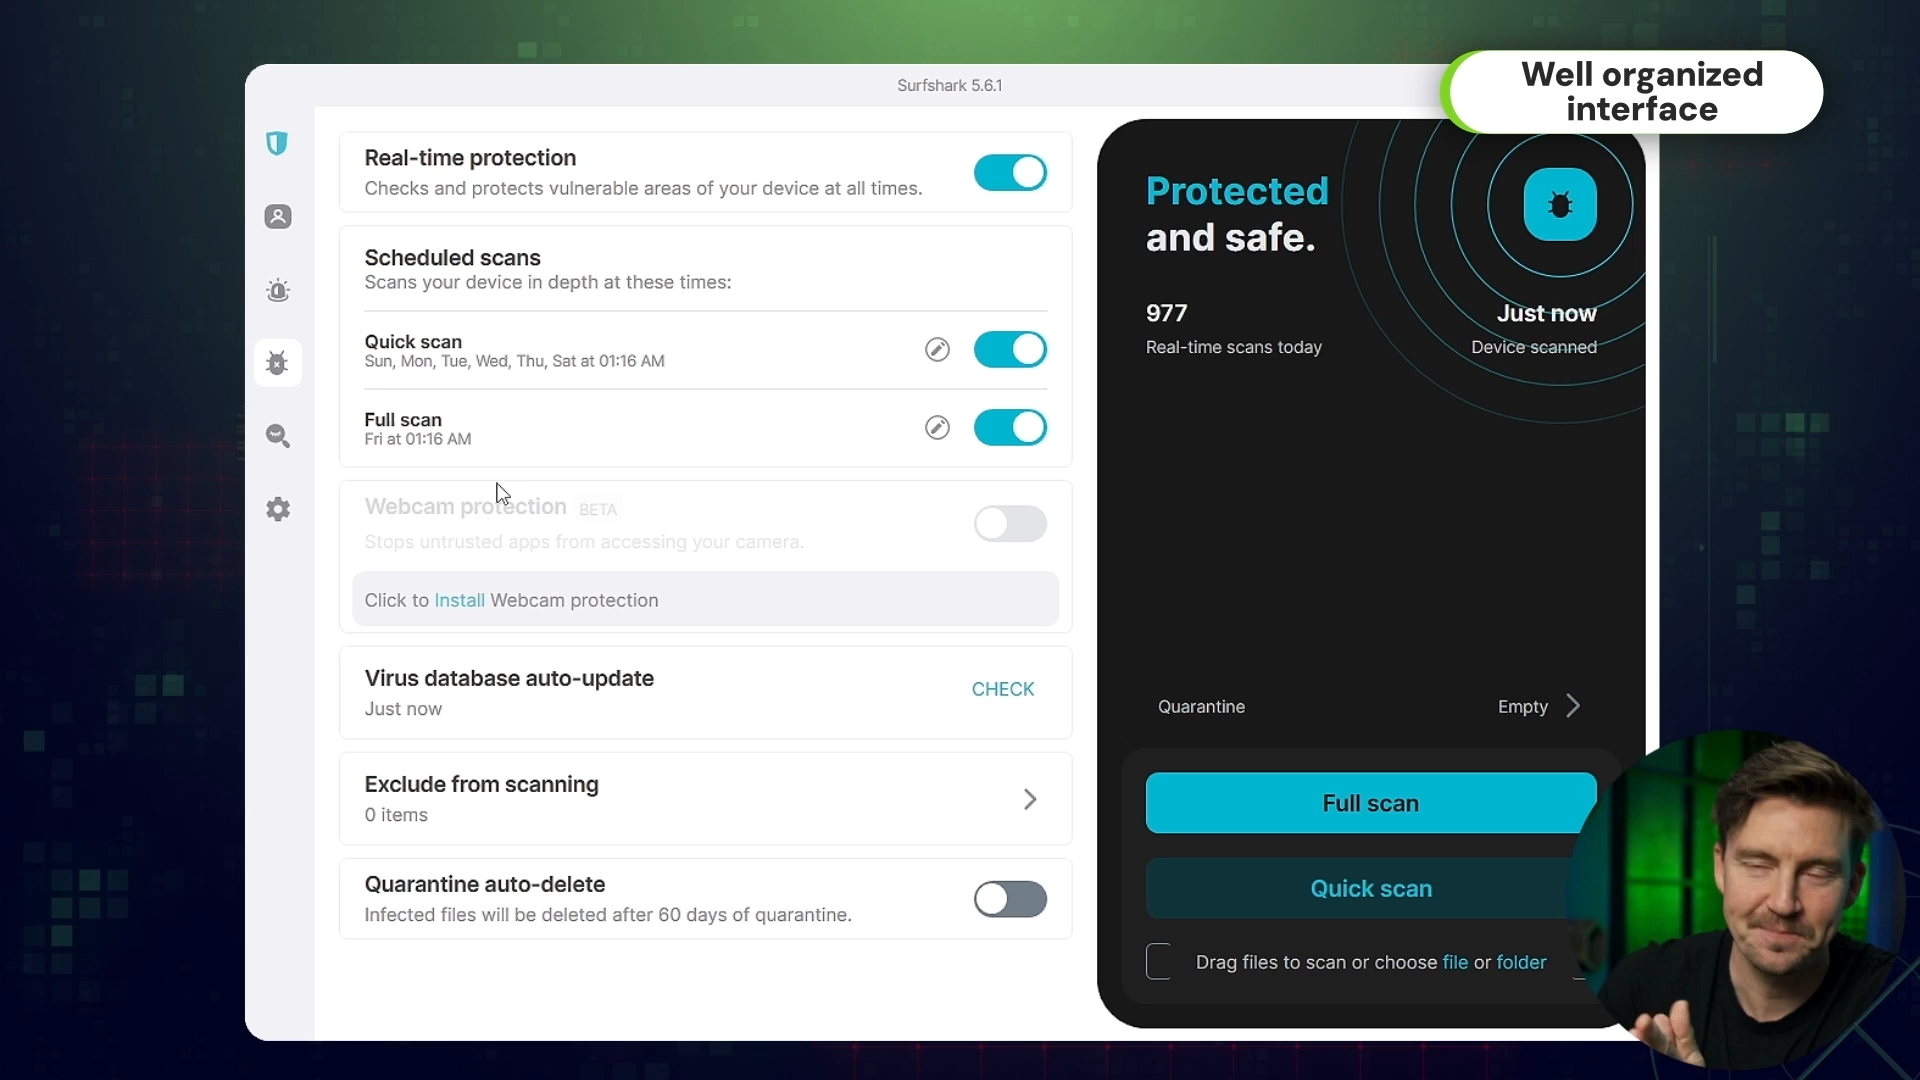 Surfshark 5.6.1
Well organized
interface
Real-time protection
Checks and protects vulnerable areas of your device at all times.
Scheduled scans
Scans your device in depth at these times:
Quick scan
Sun, Mon, Tue, Wed, Thu, Sat at 01:16 AM
Full scan
Fri at 01:16 AM
Webcam protection BETA
Stops untrusted apps from accessing your camera.
Click to Install Webcam protection
Virus database auto-update
Just now
CHECK
Exclude from scanning
0 items
Quarantine auto-delete
Infected files will be deleted after 60 days of quarantine.
Protected
and safe.
977
Real-time scans today
Just now
Device scanned
Quarantine
Empty
Full scan
Quick scan
Drag files to scan or choose file or folder